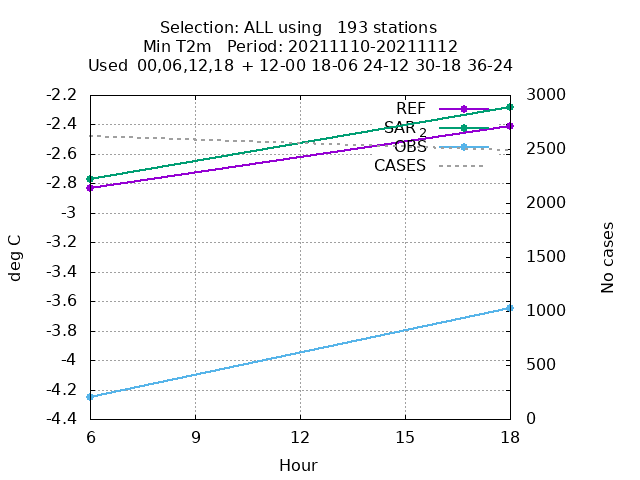 Selection: ALL using   193 stations
Min T2m   Period: 20211110-20211112
Used  00,06,12,18 + 12-00 18-06 24-12 30-18 36-24
-2.2
-2.4
-2.6
-2.8
-3
-3.2
-3.4
-3.6
-3.8
-4
-4.2
-4.4
deg C
REF
SAR2
OBS
CASES
3000
2500
2000
1500
1000
500
0
No cases
6 9 12 15 18
Hour